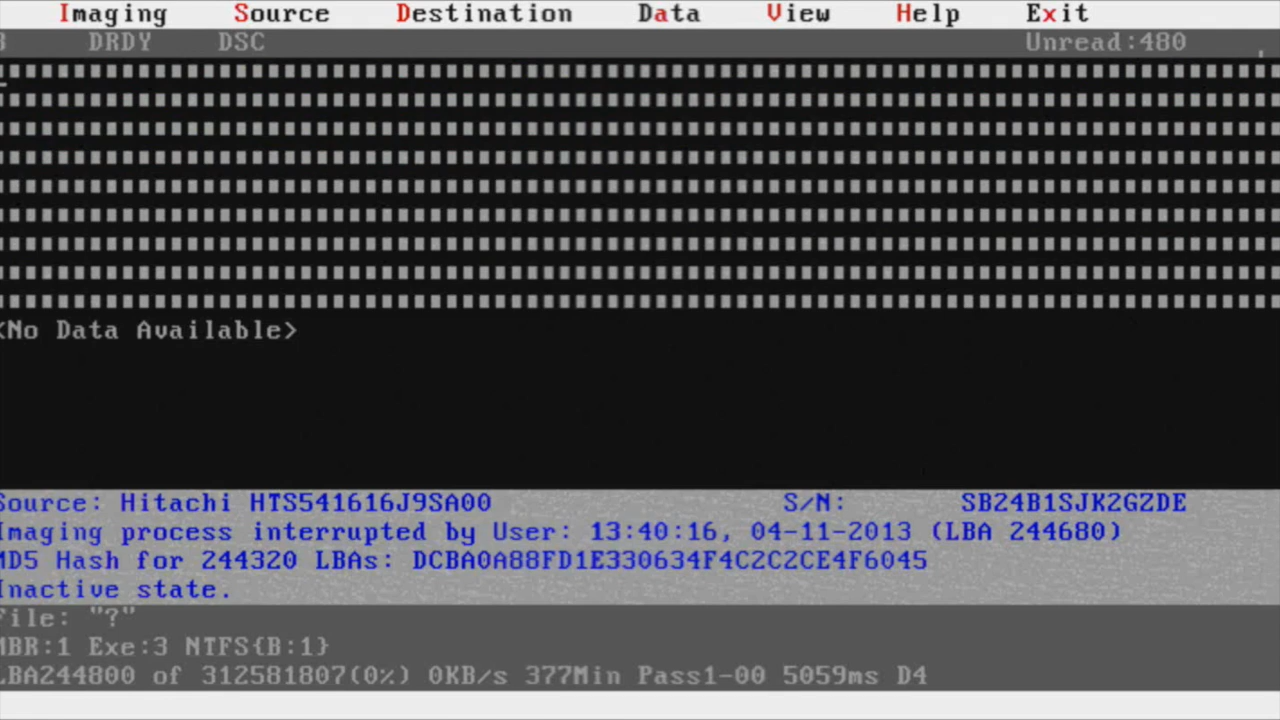 Imaging Source Destination Data View Help Exit
DRDY DSC Unread:480
<No Data Available>
Source: Hitachi HTS541616J9SA00 S/N: SB24B1SJK2GZDE
Imaging process interrupted by User: 13:40:16, 04-11-2013 (LBA 244680)
MD5 Hash for 244320 LBAs: DCBA0A88FD1E330634F4C2C2CE4F6045
Inactive state.
File: "?"
MBR:1 Exe:3 NTFS{B:1}
LBA244800 of 312581807(0%) 0KB/s 377Min Pass1-00 5059ms D4